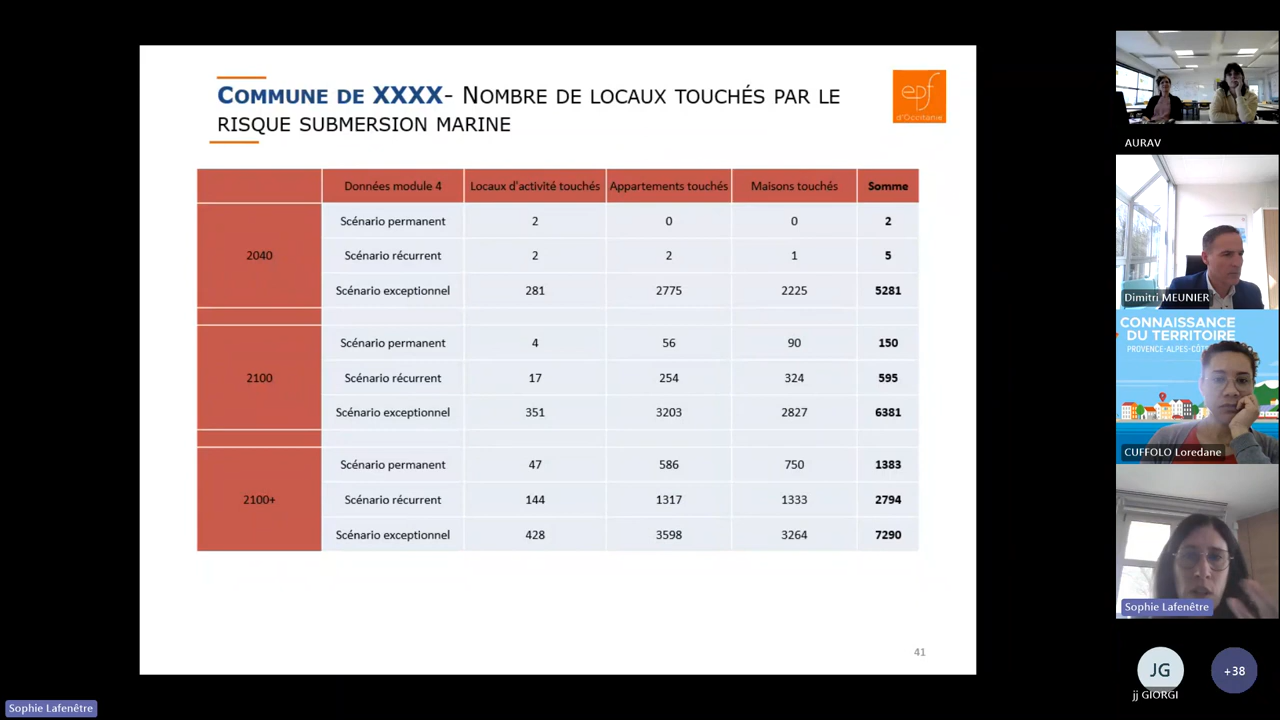 COMMUNE DE XXXX- NOMBRE DE LOCAUX TOUCHÉS PAR LE
RISQUE SUBMERSION MARINE
epf
d'Occitanie
Données module 4 Locaux d'activité touchés Appartements touchés Maisons touchés Somme
2040
Scénario permanent 2 0 0 2
Scénario récurrent 2 2 1 5
Scénario exceptionnel 281 2775 2225 5281
2100
Scénario permanent 4 56 90 150
Scénario récurrent 17 254 324 595
Scénario exceptionnel 351 3203 2827 6381
2100+
Scénario permanent 47 586 750 1383
Scénario récurrent 144 1317 1333 2794
Scénario exceptionnel 428 3598 3264 7290
41
AURAV
Dimitri MEUNIER
CONNAISSANCE
DU TERRITOIRE
PROVENCE-ALPES-CÔT
CUFFOLO Loredane
Sophie Lafenêtre
JG
jj GIORGI
+38
Sophie Lafenêtre